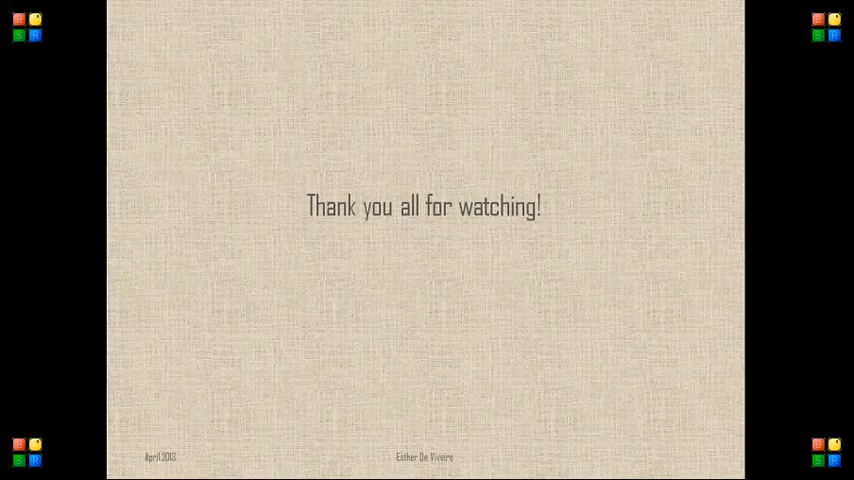 B
S R
B
S R
Thank you all for watching!
April 2013
Esther De Viveiro
B
S R
B
S R